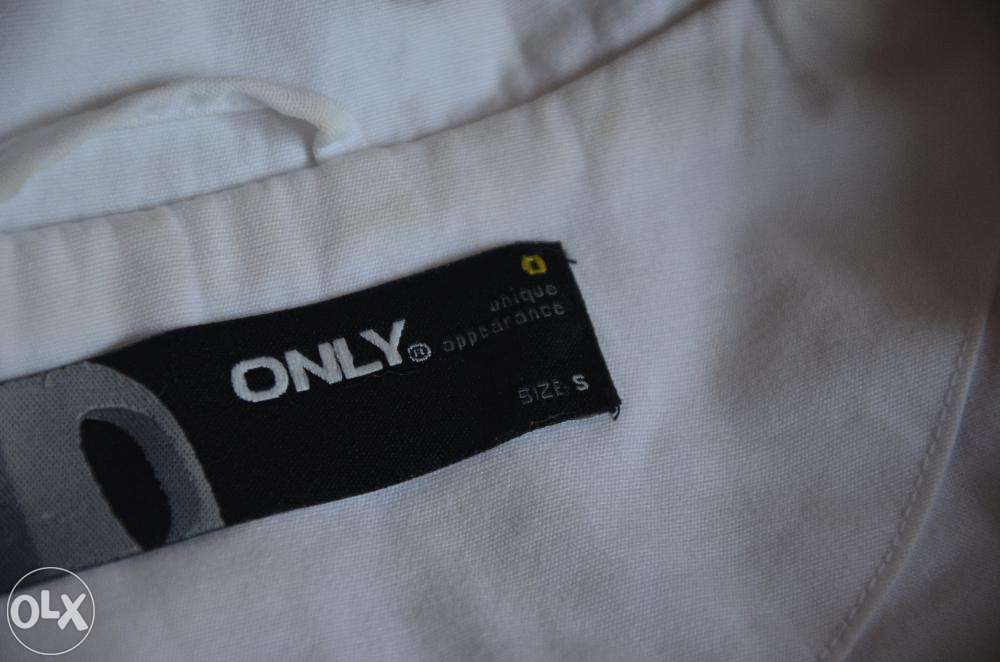 unique
ONLY® appearance
SIZE: S
OLX